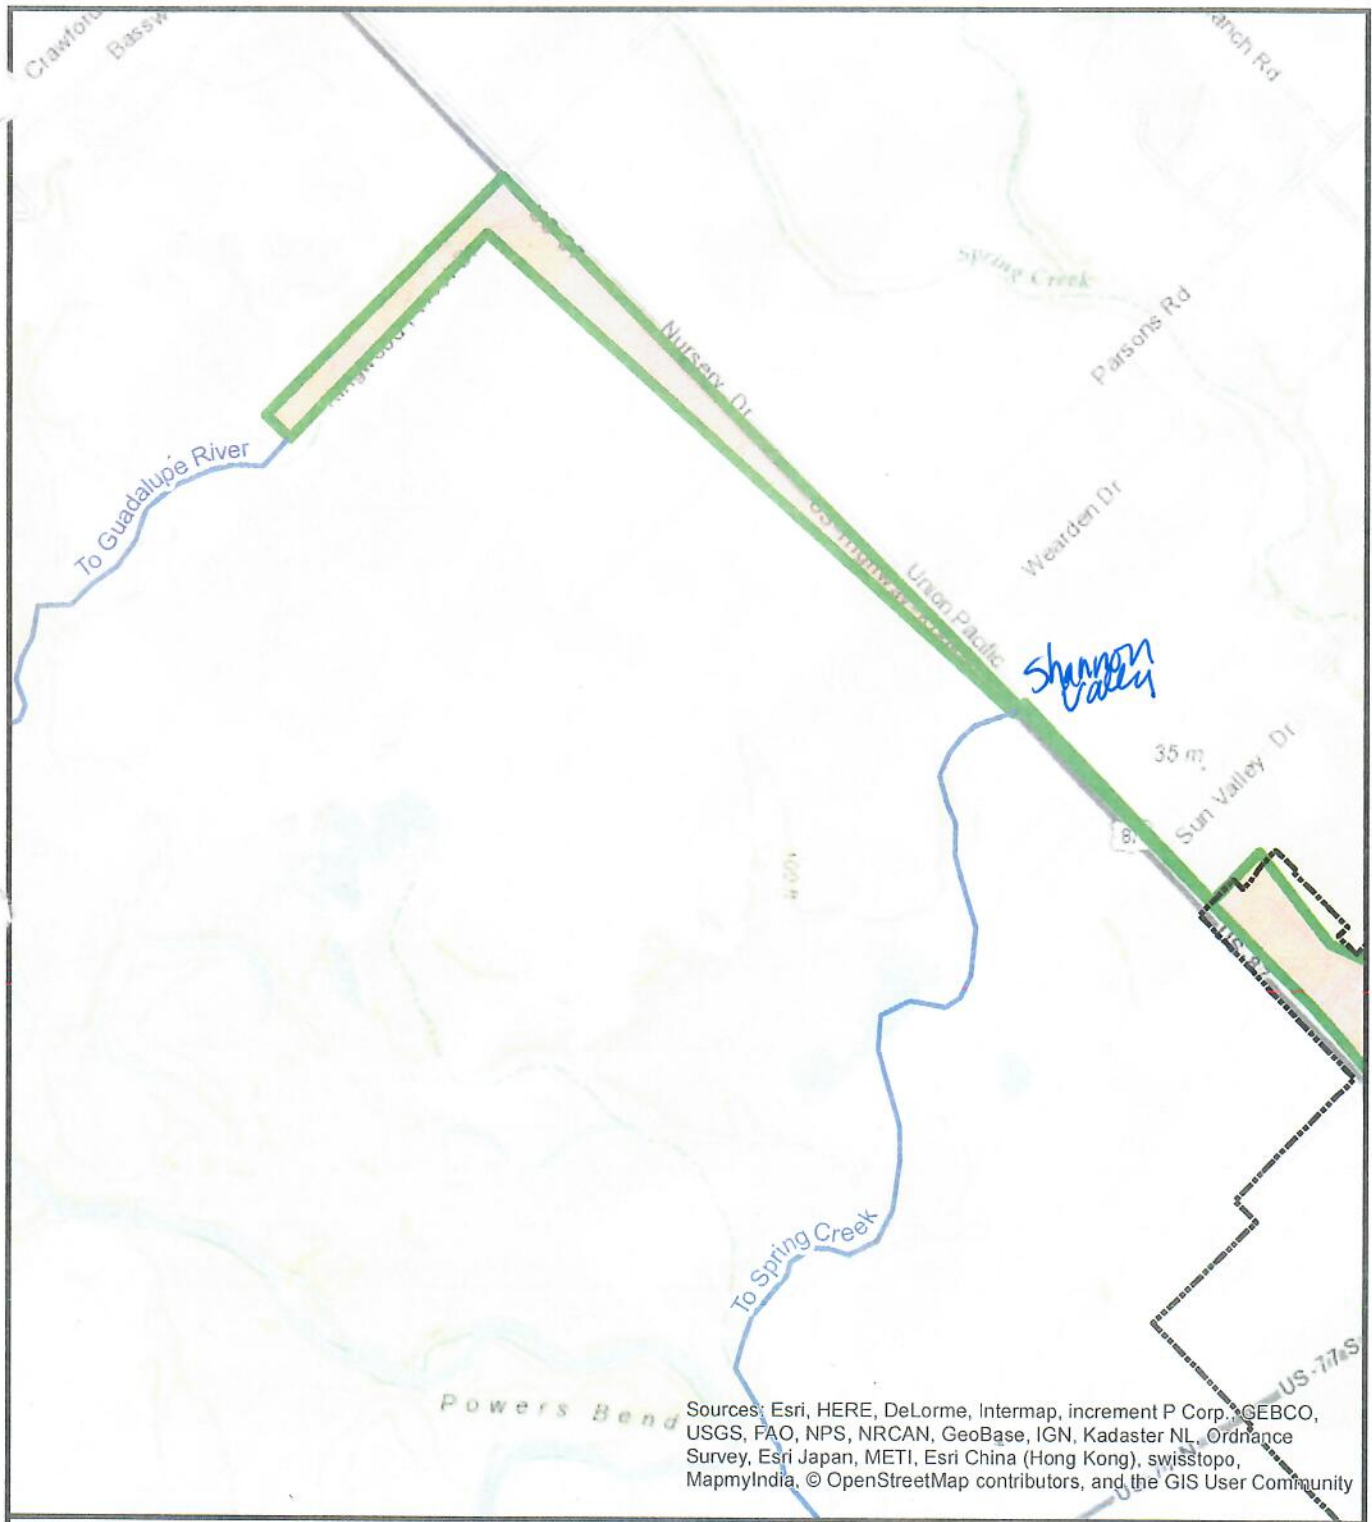 Crawford
Bassw
anch Rd
Spring Creek
Parsons Rd
Nursery Dr
To Guadalupe River
Wearden Dr
Union Pacific
Shannon
Valley
35 m
Sun Valley Dr
US 87
100 ft
To Spring Creek
US-77 S
Powers Bend
Sources: Esri, HERE, DeLorme, Intermap, increment P Corp., GEBCO,
USGS, FAO, NPS, NRCAN, GeoBase, IGN, Kadaster NL, Ordnance
Survey, Esri Japan, METI, Esri China (Hong Kong), swisstopo,
MapmyIndia, © OpenStreetMap contributors, and the GIS User Community